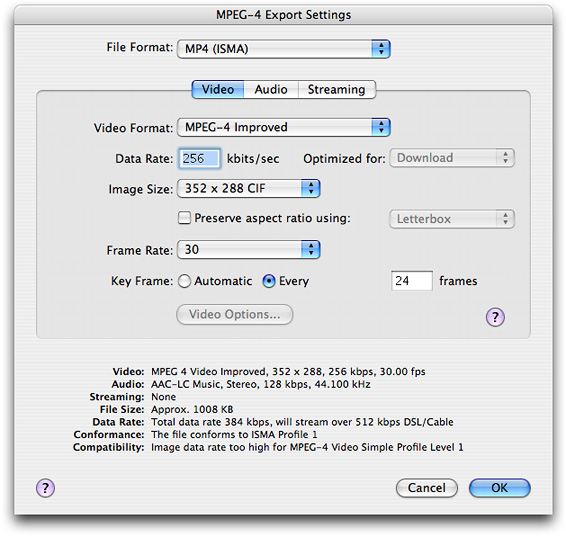 MPEG-4 Export Settings
File Format: MP4 (ISMA)
Video Audio Streaming
Video Format: MPEG-4 Improved
Data Rate: 256 kbits/sec Optimized for: Download
Image Size: 352 x 288 CIF
Preserve aspect ratio using: Letterbox
Frame Rate: 30
Key Frame: Automatic Every 24 frames
Video Options...
?
Video: MPEG 4 Video Improved, 352 x 288, 256 kbps, 30.00 fps
Audio: AAC-LC Music, Stereo, 128 kbps, 44.100 kHz
Streaming: None
File Size: Approx. 1008 KB
Data Rate: Total data rate 384 kbps, will stream over 512 kbps DSL/Cable
Conformance: The file conforms to ISMA Profile 1
Compatibility: Image data rate too high for MPEG-4 Video Simple Profile Level 1
? Cancel OK